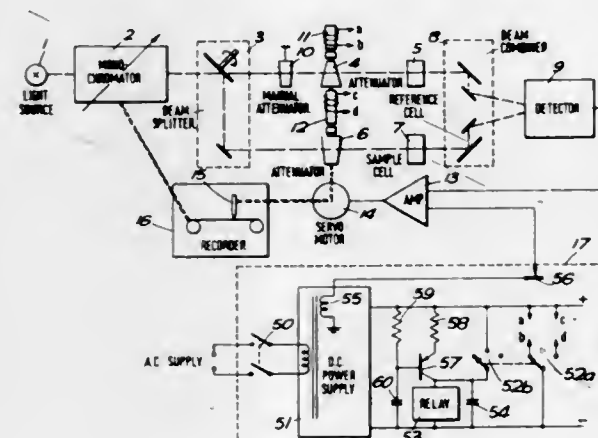 2
MONO-
CHROMATOR
LIGHT
SOURCE
3
BEAM
SPLITTER
10
MANUAL
ATTENUATOR
11
a
b
4
ATTENUATOR
c
d
12
6
ATTENUATOR
5
REFERENCE
CELL
7
SAMPLE
CELL
8
BEAM
COMBINER
9
DETECTOR
15
16
RECORDER
14
SERVO
MOTOR
13
AMP
17
56
55
59
58
57
50
A.C SUPPLY
D.C.
POWER
SUPPLY
51
60
RELAY
53
54
52b
52a
a
b
c
d
+
−